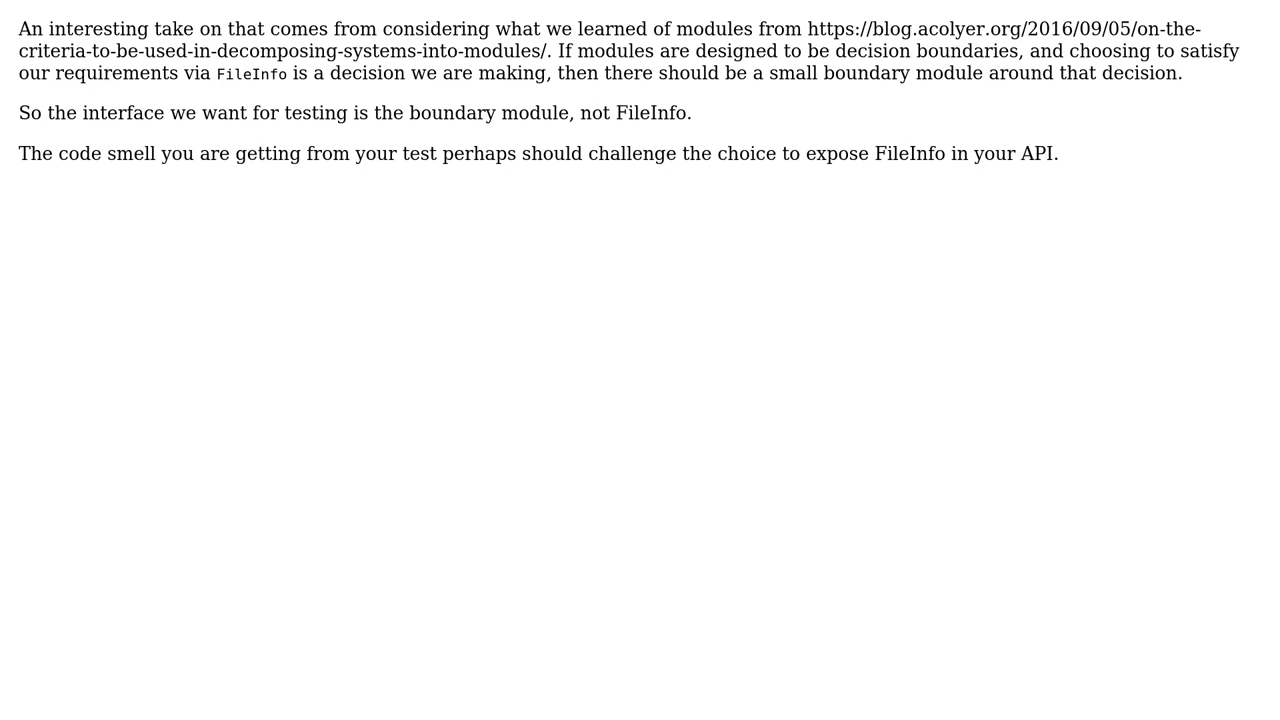 An interesting take on that comes from considering what we learned of modules from https://blog.acolyer.org/2016/09/05/on-the-
criteria-to-be-used-in-decomposing-systems-into-modules/. If modules are designed to be decision boundaries, and choosing to satisfy
our requirements via FileInfo is a decision we are making, then there should be a small boundary module around that decision.
So the interface we want for testing is the boundary module, not FileInfo.
The code smell you are getting from your test perhaps should challenge the choice to expose FileInfo in your API.